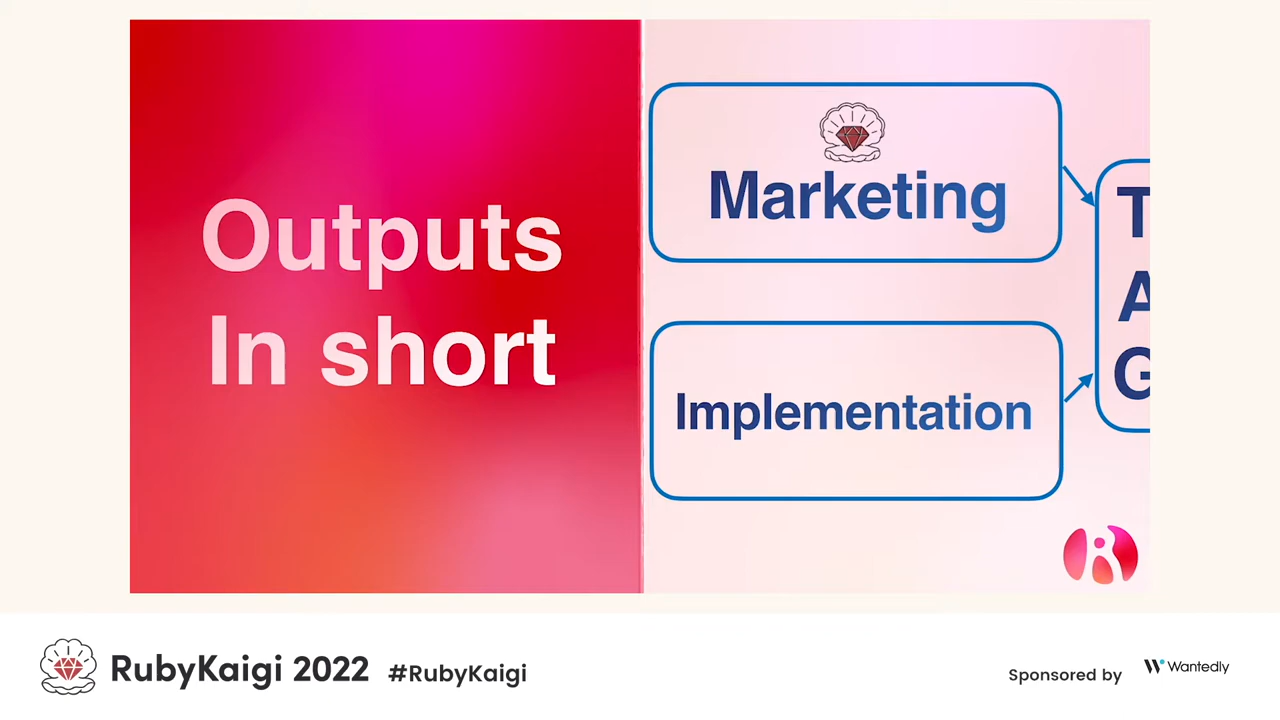 Outputs
In short
Marketing
Implementation
T
A
G
RubyKaigi 2022 #RubyKaigi
Sponsored by Wantedly